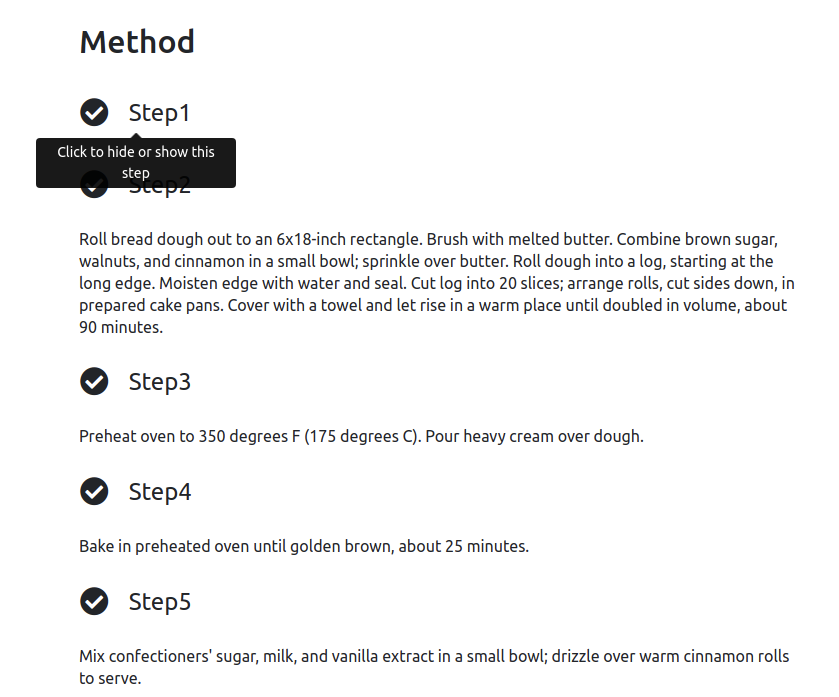 Method
Step1
Click to hide or show this
step
Step2
Roll bread dough out to an 6x18-inch rectangle. Brush with melted butter. Combine brown sugar,
walnuts, and cinnamon in a small bowl; sprinkle over butter. Roll dough into a log, starting at the
long edge. Moisten edge with water and seal. Cut log into 20 slices; arrange rolls, cut sides down, in
prepared cake pans. Cover with a towel and let rise in a warm place until doubled in volume, about
90 minutes.
Step3
Preheat oven to 350 degrees F (175 degrees C). Pour heavy cream over dough.
Step4
Bake in preheated oven until golden brown, about 25 minutes.
Step5
Mix confectioners' sugar, milk, and vanilla extract in a small bowl; drizzle over warm cinnamon rolls
to serve.